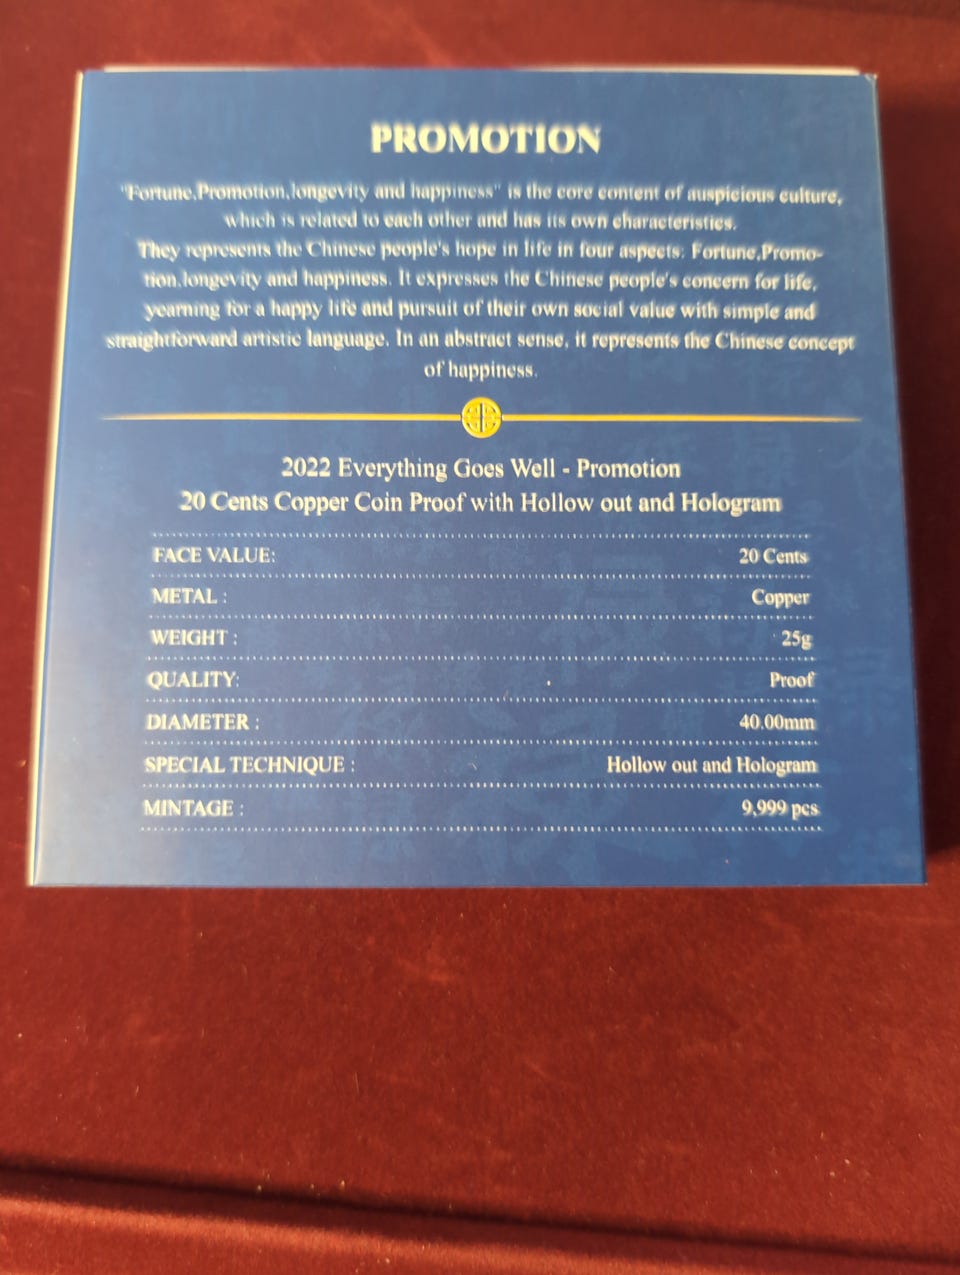 PROMOTION
"Fortune,Promotion,longevity and happiness" is the core content of auspicious culture,
which is related to each other and has its own characteristics.
They represents the Chinese people's hope in life in four aspects: Fortune,Promo-
tion,longevity and happiness. It expresses the Chinese people's concern for life,
yearning for a happy life and pursuit of their own social value with simple and
straightforward artistic language. In an abstract sense, it represents the Chinese concept
of happiness.
2022 Everything Goes Well - Promotion
20 Cents Copper Coin Proof with Hollow out and Hologram
FACE VALUE: 20 Cents
METAL : Copper
WEIGHT : 25g
QUALITY: Proof
DIAMETER : 40.00mm
SPECIAL TECHNIQUE : Hollow out and Hologram
MINTAGE : 9,999 pcs